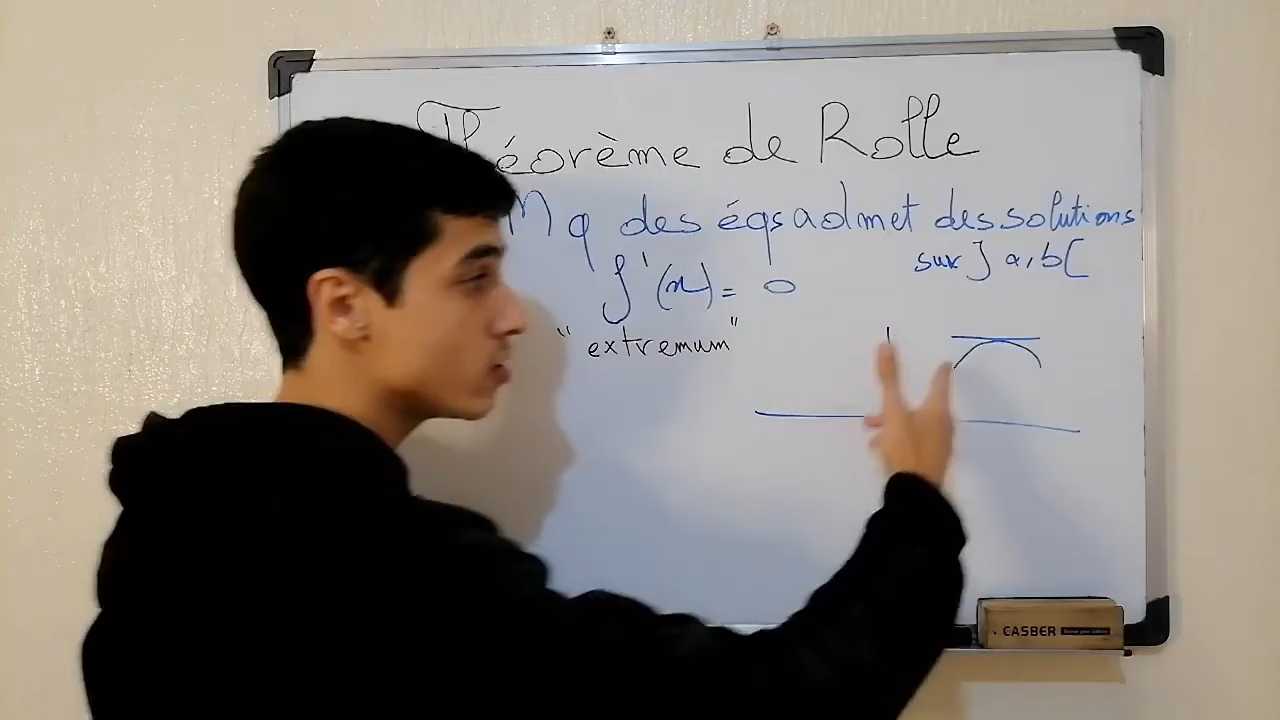 Théorème de Rolle
Mq des éqs admet des solutions
sur ]a,b[
f'(x) = 0
"extremum"
CASBER